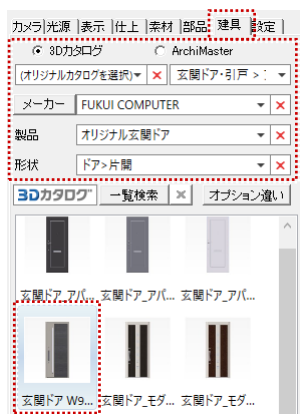 カメラ|光源 |表示 |仕上 |素材 |部品 建具 |設定 |
3Dカタログ ArchiMaster
(オリジナルカタログを選択) × 玄関ドア・引戸 >
メーカー FUKUI COMPUTER ×
製品 オリジナル玄関ドア ×
形状 ドア>片開 ×
3Dカタログ 一覧検索 × オプション違い
玄関ドア_アパ... 玄関ドア_アパ... 玄関ドア_アパ...
玄関ドア W9... 玄関ドア_モダ... 玄関ドア_モダ...